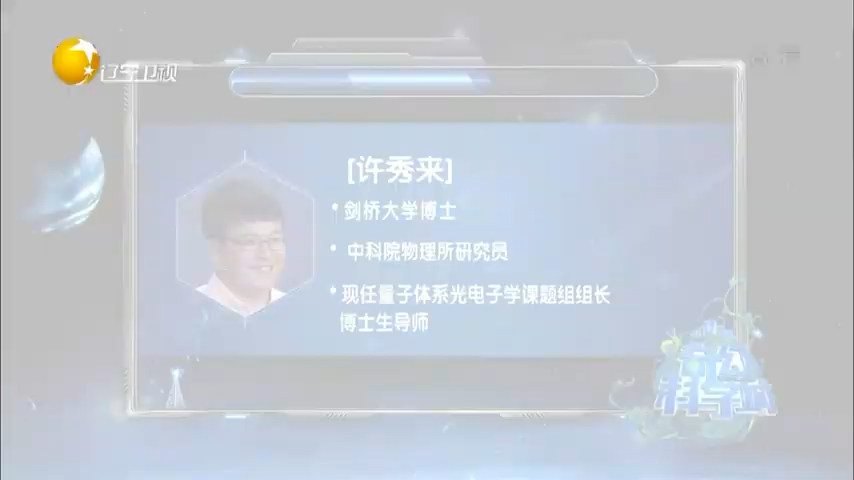 辽宁卫视
[许秀来]
• 剑桥大学博士
• 中科院物理所研究员
• 现任量子体系光电子学课题组组长
博士生导师